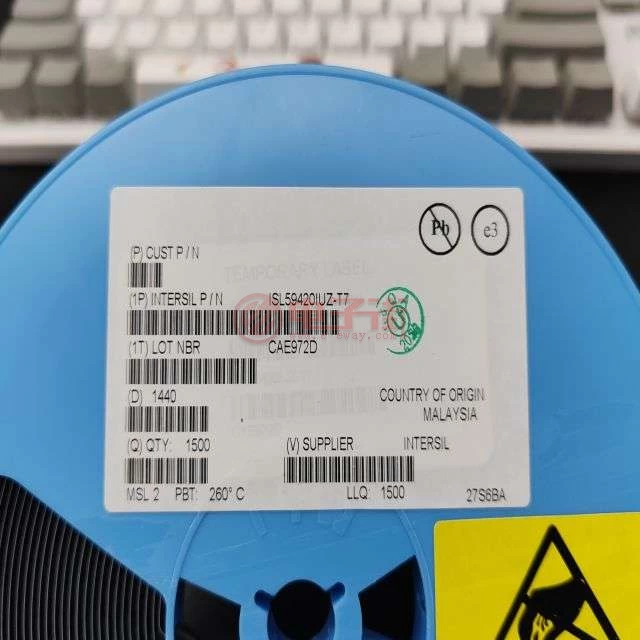 Pb
e3
(P) CUST P / N
TEMPORARY LABEL
(1P) INTERSIL P / N ISL59420IUZ-T7
(1T) LOT NBR CAE972D
(D) 1440
COUNTRY OF ORIGIN
MALAYSIA
(Q) QTY: 1500 (V) SUPPLIER INTERSIL
MSL 2 PBT: 260° C LLQ: 1500 27S6BA